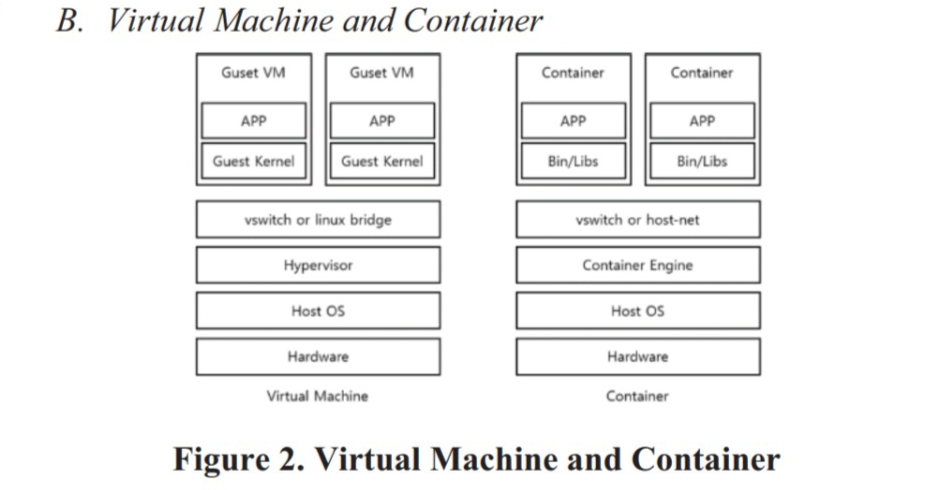 B. Virtual Machine and Container
Guset VM Guset VM Container Container
APP APP APP APP
Guest Kernel Guest Kernel Bin/Libs Bin/Libs
vswitch or linux bridge vswitch or host-net
Hypervisor Container Engine
Host OS Host OS
Hardware Hardware
Virtual Machine Container
Figure 2. Virtual Machine and Container